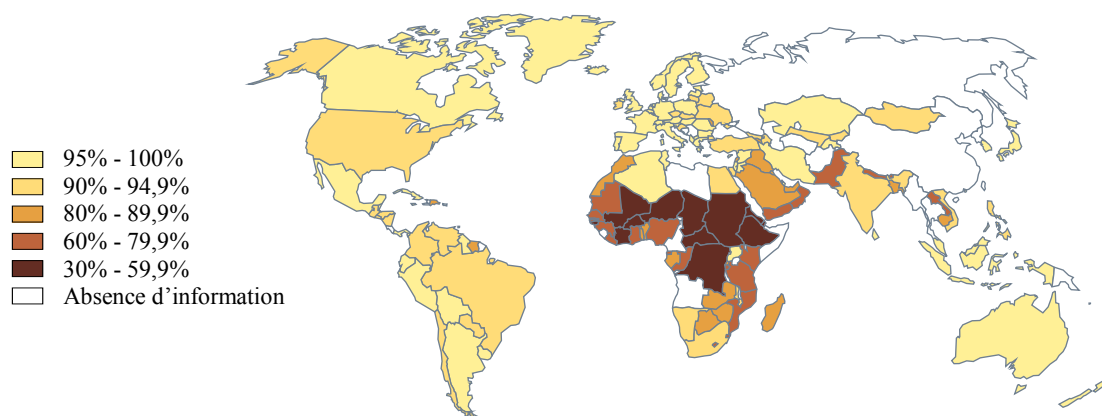 95% - 100%
90% - 94,9%
80% - 89,9%
60% - 79,9%
30% - 59,9%
Absence d’information